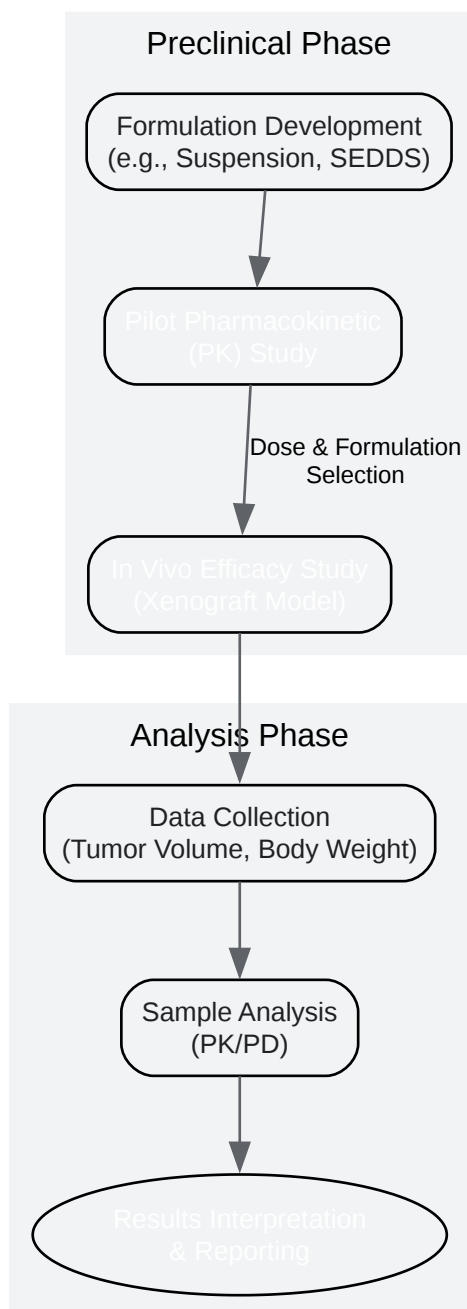 Preclinical Phase
Formulation Development
(e.g., Suspension, SEDDS)
Pilot Pharmacokinetic
(PK) Study
Dose & Formulation
Selection
In Vivo Efficacy Study
(Xenograft Model)
Analysis Phase
Data Collection
(Tumor Volume, Body Weight)
Sample Analysis
(PK/PD)
Results Interpretation
& Reporting